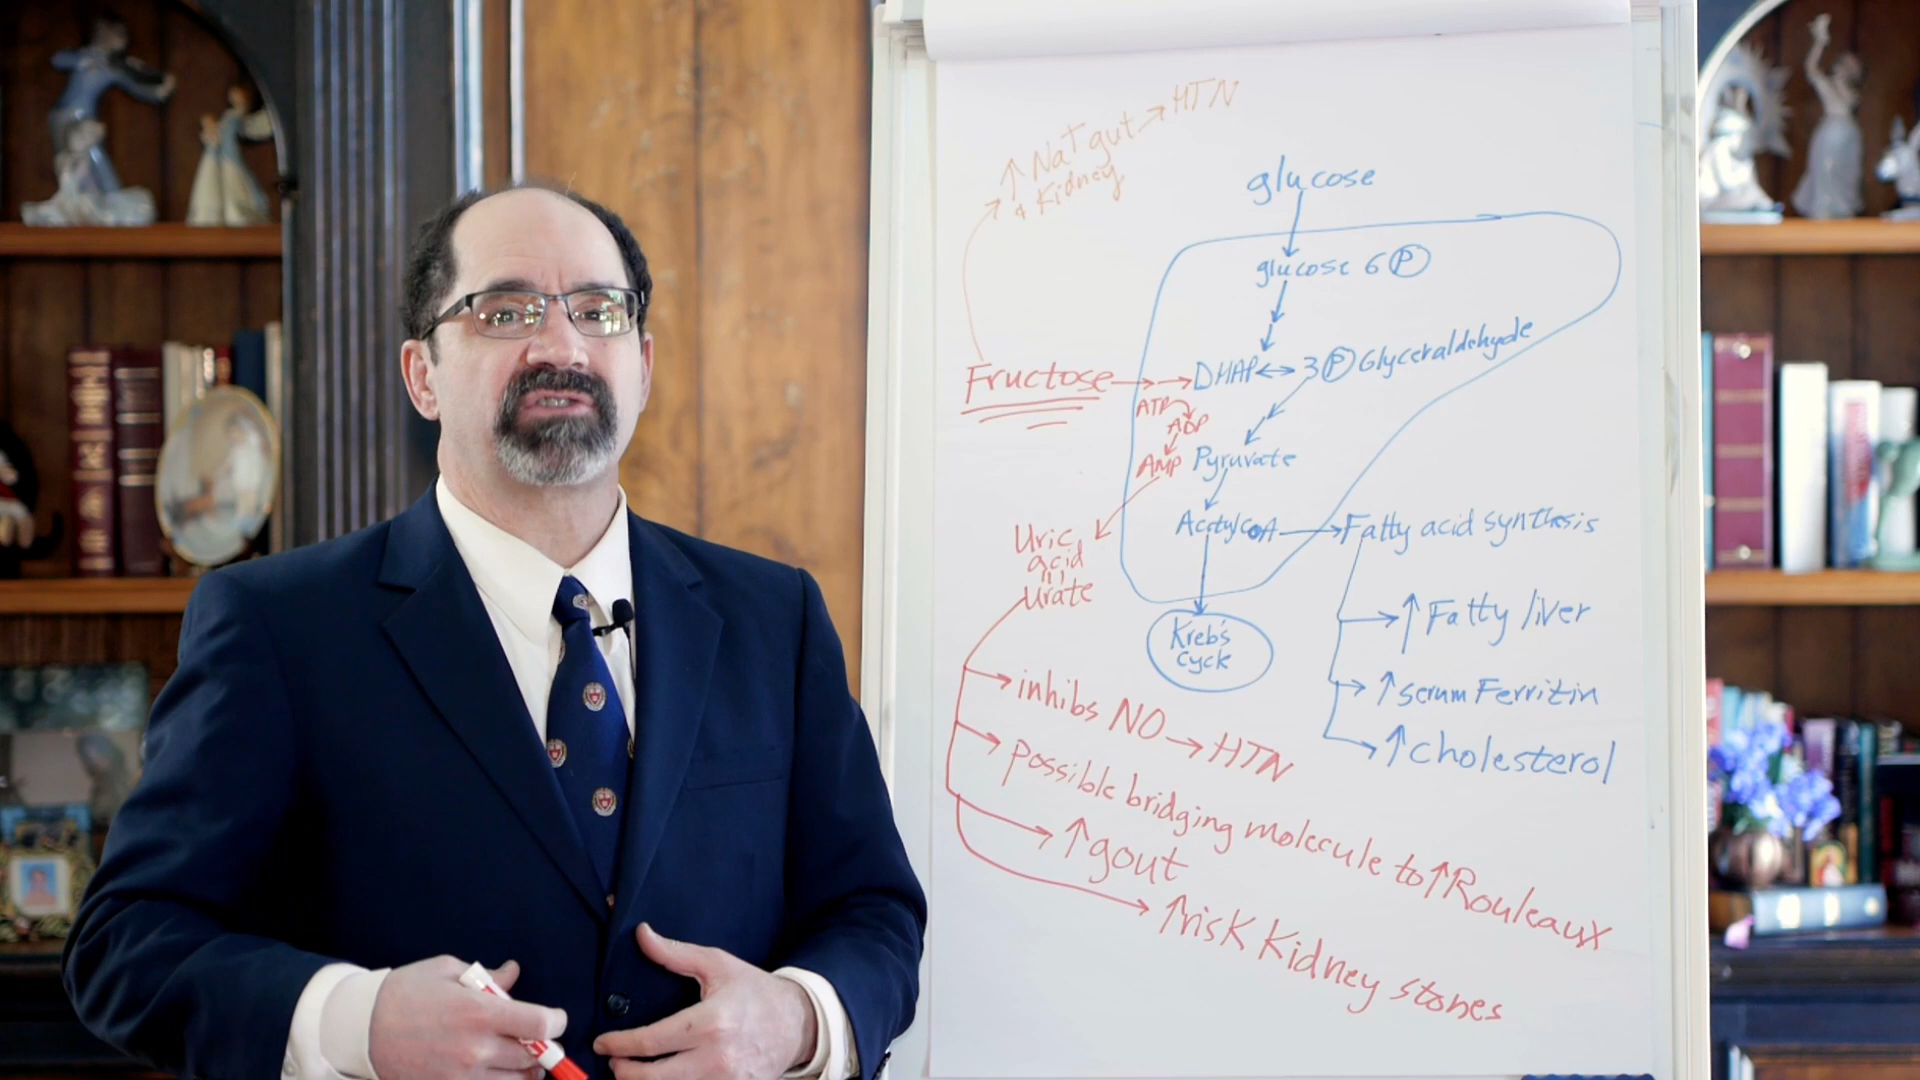 ↑ Na+ gut → HTN
& Kidney
glucose
glucose 6 P
Fructose → → DHAP ↔ 3 P Glyceraldehyde
ATP
ADP
AMP
Pyruvate
Acetyl coA → Fatty acid synthesis
Uric
acid
Urate
Kreb's
Cycle
↑ Fatty liver
↑ serum Ferritin
↑ cholesterol
inhibs NO → HTN
possible bridging molecule to ↑ Rouleaux
↑ gout
↑ risk Kidney stones